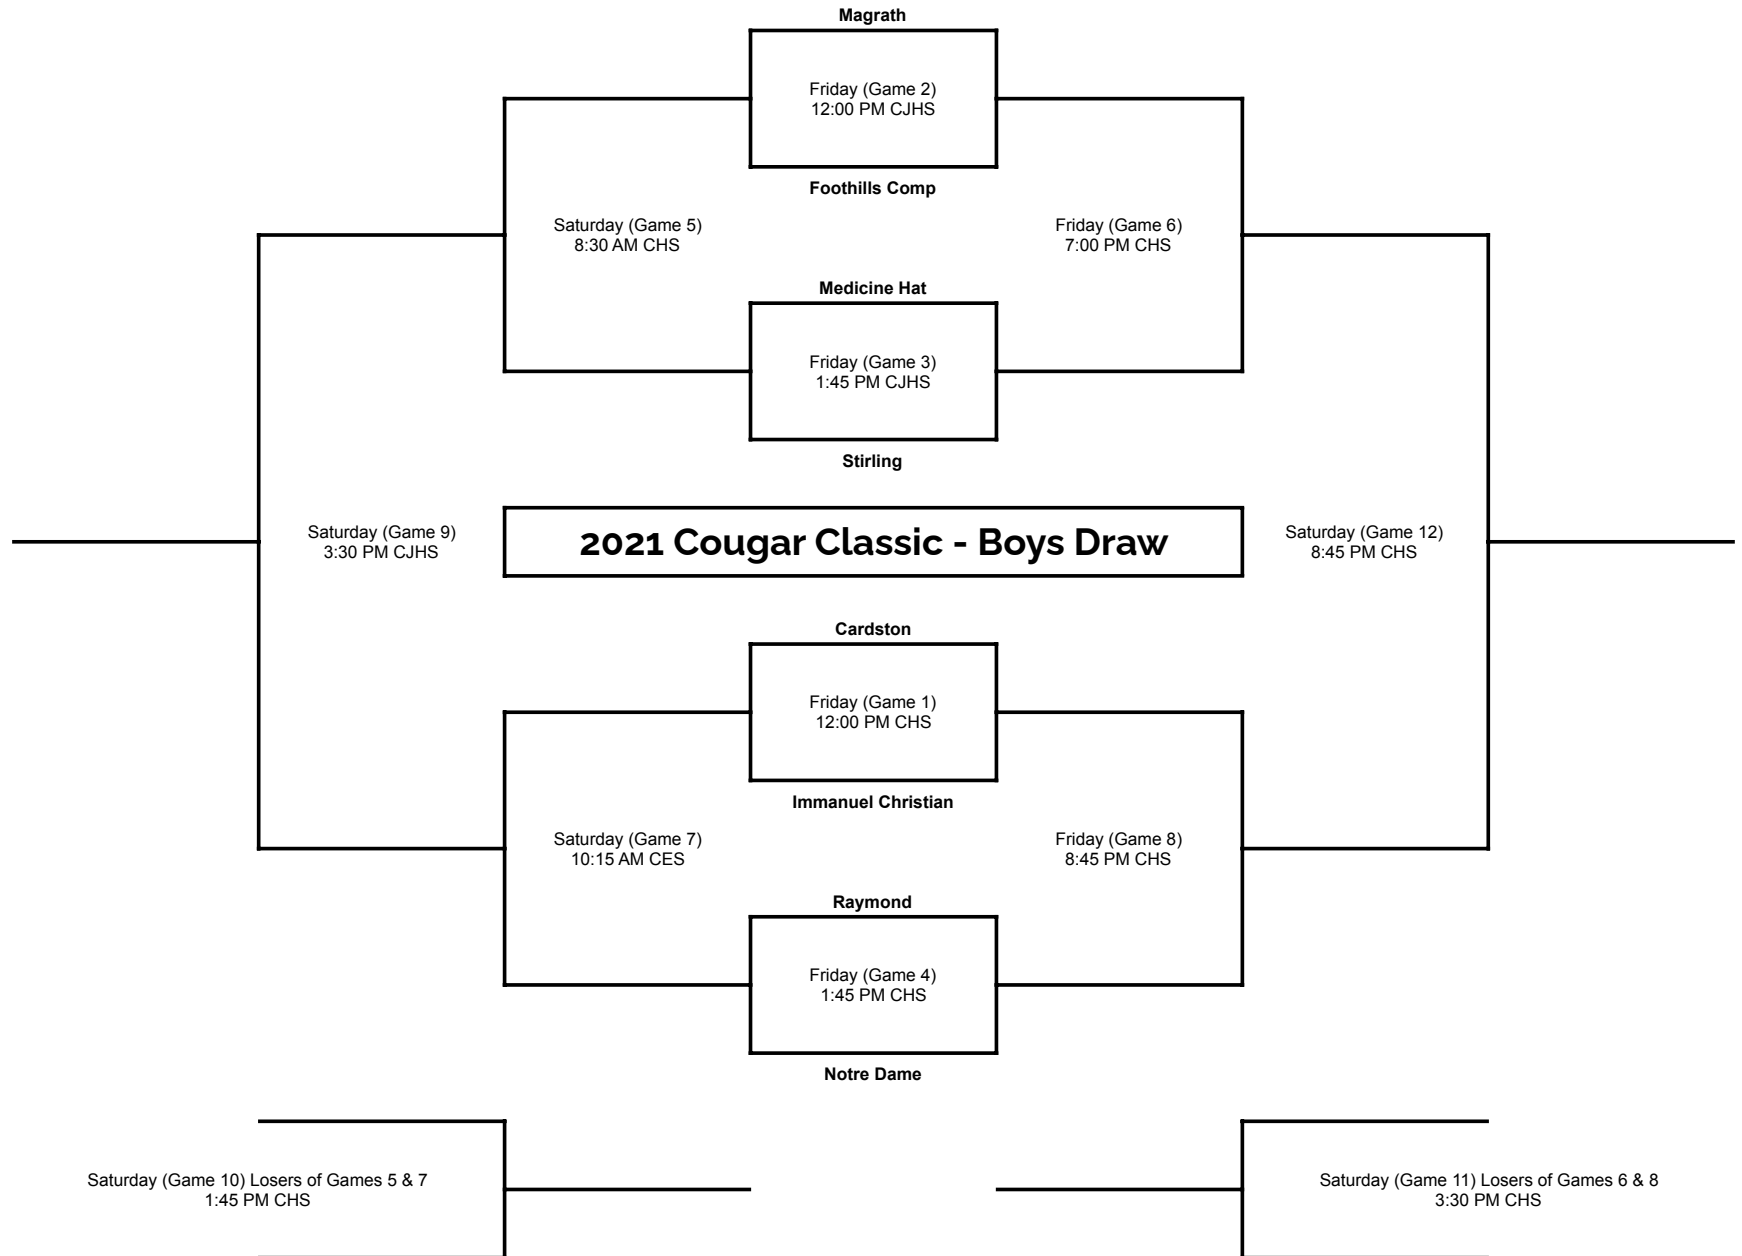 Magrath
Friday (Game 2)
12:00 PM CJHS
Foothills Comp
Saturday (Game 5)
8:30 AM CHS
Friday (Game 6)
7:00 PM CHS
Medicine Hat
Friday (Game 3)
1:45 PM CJHS
Stirling
Saturday (Game 9)
3:30 PM CJHS
2021 Cougar Classic - Boys Draw
Saturday (Game 12)
8:45 PM CHS
Cardston
Friday (Game 1)
12:00 PM CHS
Immanuel Christian
Saturday (Game 7)
10:15 AM CES
Friday (Game 8)
8:45 PM CHS
Raymond
Friday (Game 4)
1:45 PM CHS
Notre Dame
Saturday (Game 10) Losers of Games 5 & 7
1:45 PM CHS
Saturday (Game 11) Losers of Games 6 & 8
3:30 PM CHS